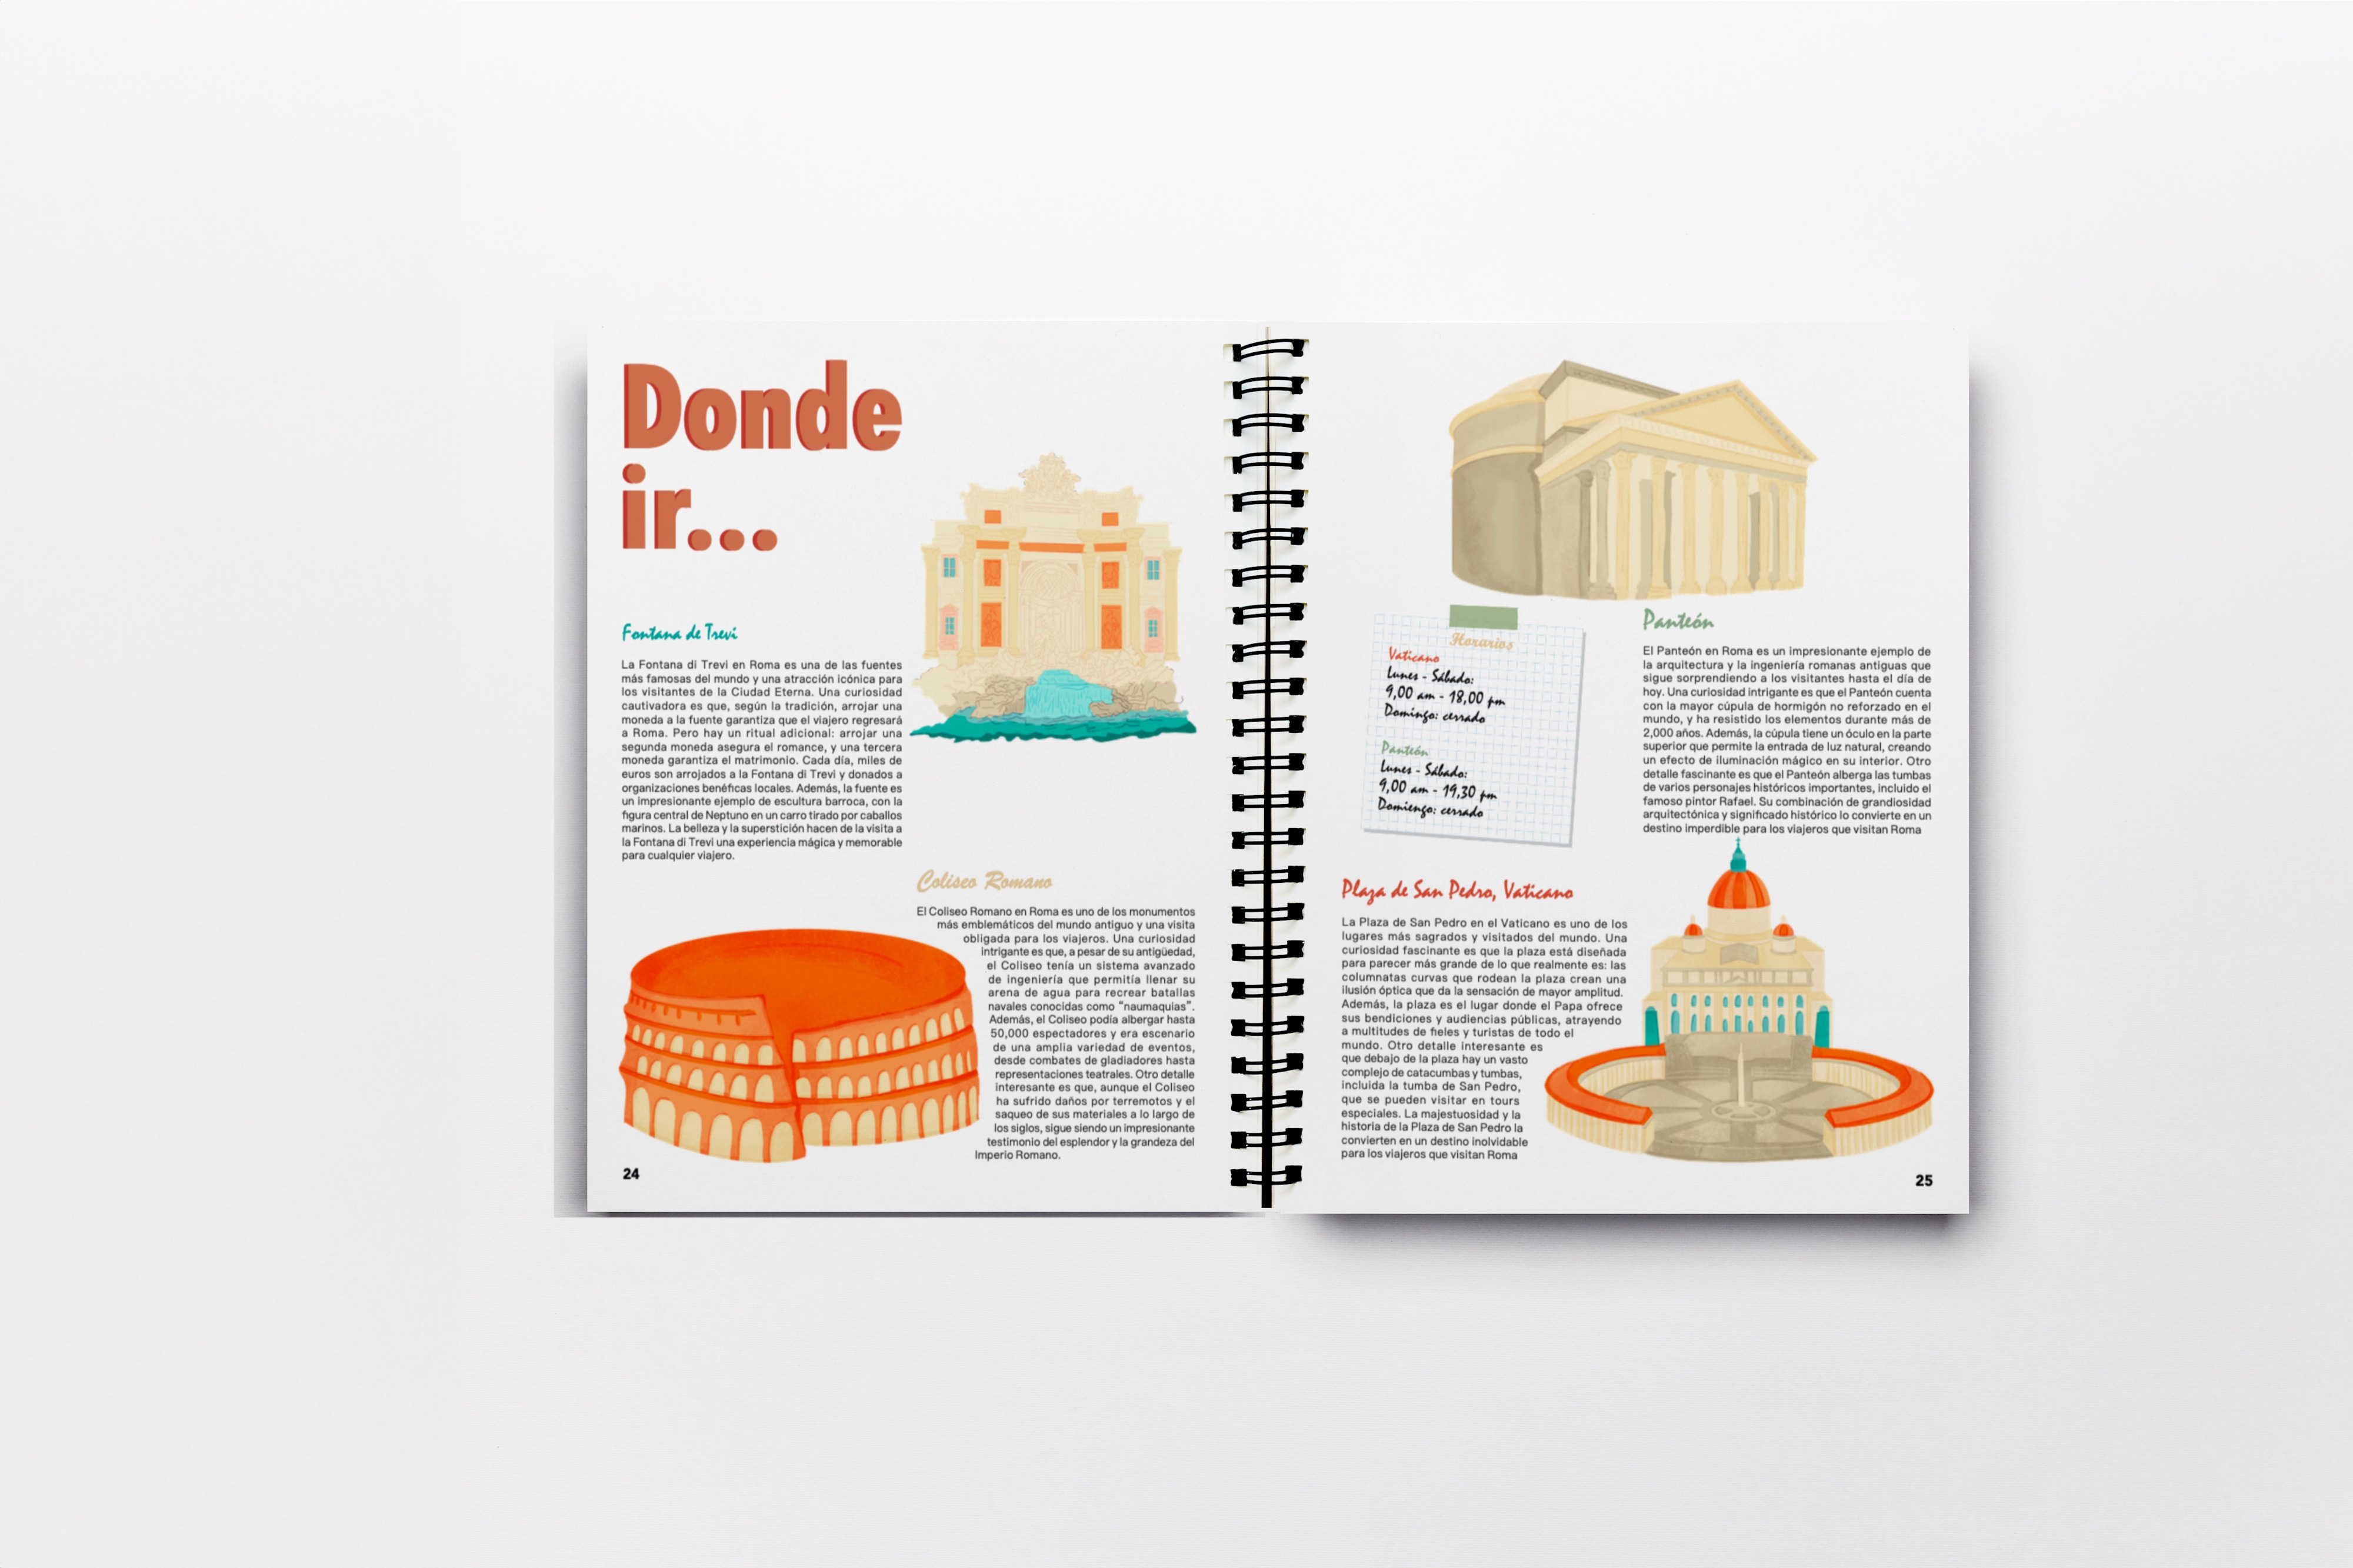 Donde
ir...
Fontana de Trevi
La Fontana di Trevi en Roma es una de las fuentes
más famosas del mundo y una atracción icónica para
los visitantes de la Ciudad Eterna. Una curiosidad
cautivadora es que, según la tradición, arrojar una
moneda a la fuente garantiza que el viajero regresará
a Roma. Pero hay un ritual adicional: arrojar una
segunda moneda asegura el romance, y una tercera
moneda garantiza el matrimonio. Cada día, miles de
euros son arrojados a la Fontana di Trevi y donados a
organizaciones benéficas locales. Además, la fuente es
un impresionante ejemplo de escultura barroca, con la
figura central de Neptuno en un carro tirado por caballos
marinos. La belleza y la superstición hacen de la visita a
la Fontana di Trevi una experiencia mágica y memorable
para cualquier viajero.
Coliseo Romano
El Coliseo Romano en Roma es uno de los monumentos
más emblemáticos del mundo antiguo y una visita
obligada para los viajeros. Una curiosidad
intrigante es que, a pesar de su antigüedad,
el Coliseo tenía un sistema avanzado
de ingeniería que permitía llenar su
arena de agua para recrear batallas
navales conocidas como "naumaquias".
Además, el Coliseo podía albergar hasta
50,000 espectadores y era escenario
de una amplia variedad de eventos,
desde combates de gladiadores hasta
representaciones teatrales. Otro detalle
interesante es que, aunque el Coliseo
ha sufrido daños por terremotos y el
saqueo de sus materiales a lo largo de
los siglos, sigue siendo un impresionante
testimonio del esplendor y la grandeza del
Imperio Romano.
24
Horarios
Vaticano
Lunes - Sábado:
9,00 am - 18,00 pm
Domingo: cerrado
Panteón
Lunes - Sábado:
9,00 am - 19,30 pm
Domiengo: cerrado
Panteón
El Panteón en Roma es un impresionante ejemplo de
la arquitectura y la ingeniería romanas antiguas que
sigue sorprendiendo a los visitantes hasta el día de
hoy. Una curiosidad intrigante es que el Panteón cuenta
con la mayor cúpula de hormigón no reforzado en el
mundo, y ha resistido los elementos durante más de
2,000 años. Además, la cúpula tiene un óculo en la parte
superior que permite la entrada de luz natural, creando
un efecto de iluminación mágico en su interior. Otro
detalle fascinante es que el Panteón alberga las tumbas
de varios personajes históricos importantes, incluido el
famoso pintor Rafael. Su combinación de grandiosidad
arquitectónica y significado histórico lo convierte en un
destino imperdible para los viajeros que visitan Roma
Plaza de San Pedro, Vaticano
La Plaza de San Pedro en el Vaticano es uno de los
lugares más sagrados y visitados del mundo. Una
curiosidad fascinante es que la plaza está diseñada
para parecer más grande de lo que realmente es: las
columnatas curvas que rodean la plaza crean una
ilusión óptica que da la sensación de mayor amplitud.
Además, la plaza es el lugar donde el Papa ofrece
sus bendiciones y audiencias públicas, atrayendo
a multitudes de fieles y turistas de todo el
mundo. Otro detalle interesante es
que debajo de la plaza hay un vasto
complejo de catacumbas y tumbas,
incluida la tumba de San Pedro,
que se pueden visitar en tours
especiales. La majestuosidad y la
historia de la Plaza de San Pedro la
convierten en un destino inolvidable
para los viajeros que visitan Roma
25